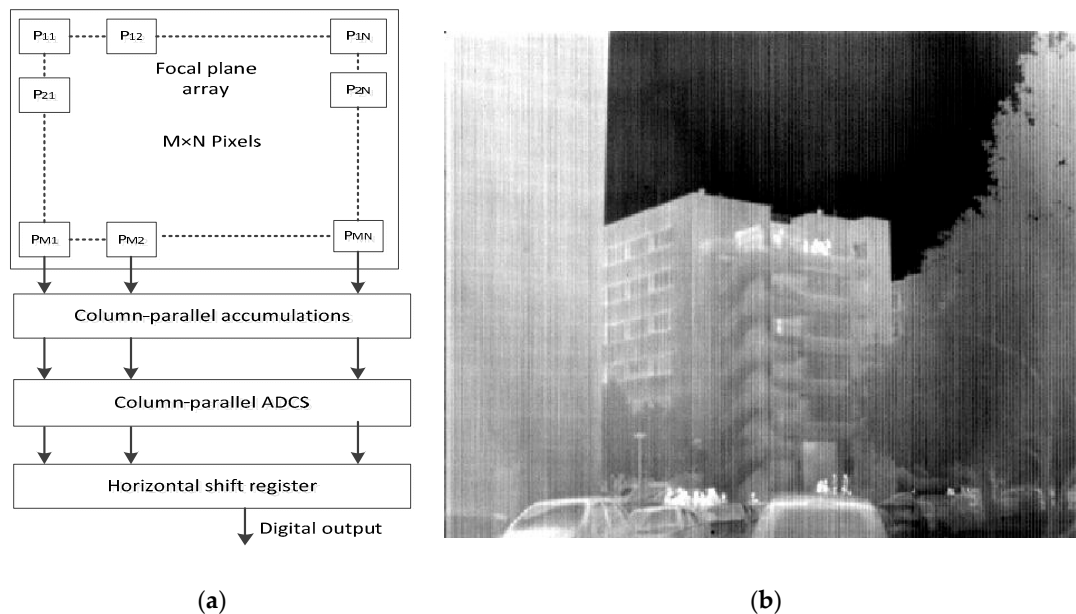 P11 P12 P1N
Focal plane
array
P21 P2N
M×N Pixels
PM1 PM2 PMN
Column-parallel accumulations
Column-parallel ADCS
Horizontal shift register
Digital output
(a) (b)